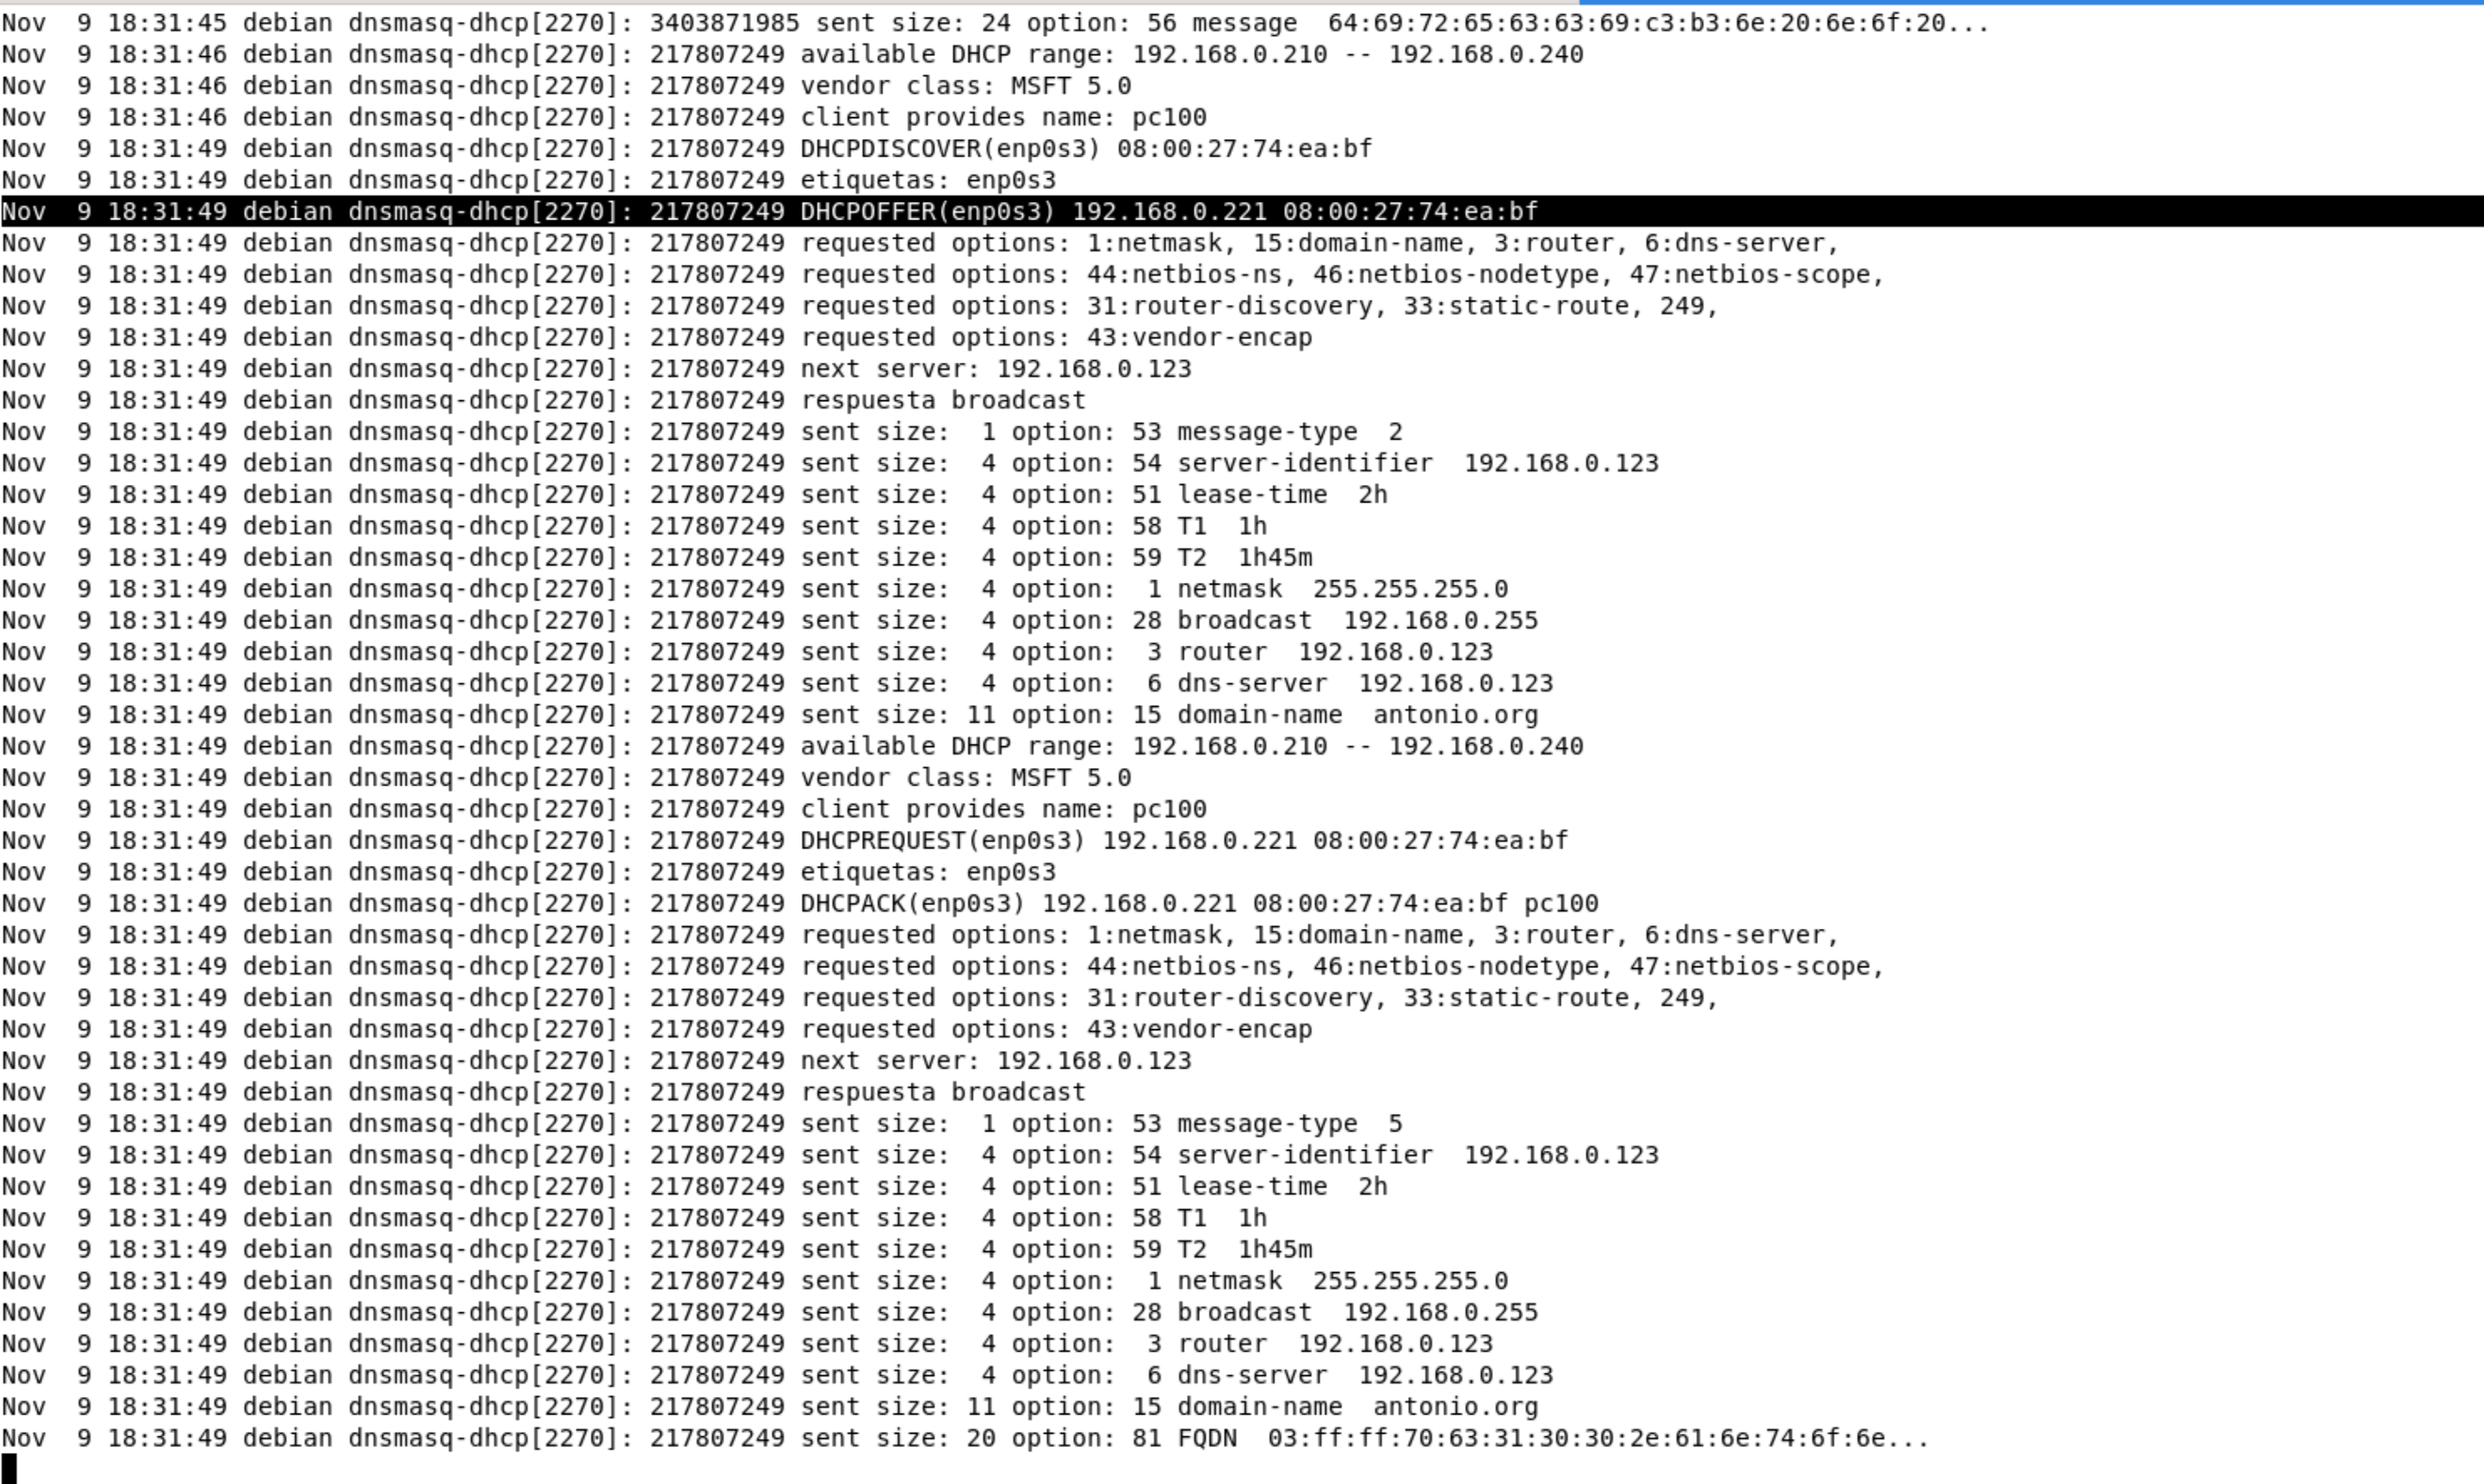 Nov  9 18:31:45 debian dnsmasq-dhcp[2270]: 3403871985 sent size: 24 option: 56 message  64:69:72:65:63:63:69:c3:b3:6e:20:6e:6f:20...
Nov  9 18:31:46 debian dnsmasq-dhcp[2270]: 217807249 available DHCP range: 192.168.0.210 -- 192.168.0.240
Nov  9 18:31:46 debian dnsmasq-dhcp[2270]: 217807249 vendor class: MSFT 5.0
Nov  9 18:31:46 debian dnsmasq-dhcp[2270]: 217807249 client provides name: pc100
Nov  9 18:31:49 debian dnsmasq-dhcp[2270]: 217807249 DHCPDISCOVER(enp0s3) 08:00:27:74:ea:bf
Nov  9 18:31:49 debian dnsmasq-dhcp[2270]: 217807249 etiquetas: enp0s3
Nov  9 18:31:49 debian dnsmasq-dhcp[2270]: 217807249 DHCPOFFER(enp0s3) 192.168.0.221 08:00:27:74:ea:bf
Nov  9 18:31:49 debian dnsmasq-dhcp[2270]: 217807249 requested options: 1:netmask, 15:domain-name, 3:router, 6:dns-server,
Nov  9 18:31:49 debian dnsmasq-dhcp[2270]: 217807249 requested options: 44:netbios-ns, 46:netbios-nodetype, 47:netbios-scope,
Nov  9 18:31:49 debian dnsmasq-dhcp[2270]: 217807249 requested options: 31:router-discovery, 33:static-route, 249,
Nov  9 18:31:49 debian dnsmasq-dhcp[2270]: 217807249 requested options: 43:vendor-encap
Nov  9 18:31:49 debian dnsmasq-dhcp[2270]: 217807249 next server: 192.168.0.123
Nov  9 18:31:49 debian dnsmasq-dhcp[2270]: 217807249 respuesta broadcast
Nov  9 18:31:49 debian dnsmasq-dhcp[2270]: 217807249 sent size:  1 option: 53 message-type  2
Nov  9 18:31:49 debian dnsmasq-dhcp[2270]: 217807249 sent size:  4 option: 54 server-identifier  192.168.0.123
Nov  9 18:31:49 debian dnsmasq-dhcp[2270]: 217807249 sent size:  4 option: 51 lease-time  2h
Nov  9 18:31:49 debian dnsmasq-dhcp[2270]: 217807249 sent size:  4 option: 58 T1  1h
Nov  9 18:31:49 debian dnsmasq-dhcp[2270]: 217807249 sent size:  4 option: 59 T2  1h45m
Nov  9 18:31:49 debian dnsmasq-dhcp[2270]: 217807249 sent size:  4 option:  1 netmask  255.255.255.0
Nov  9 18:31:49 debian dnsmasq-dhcp[2270]: 217807249 sent size:  4 option: 28 broadcast  192.168.0.255
Nov  9 18:31:49 debian dnsmasq-dhcp[2270]: 217807249 sent size:  4 option:  3 router  192.168.0.123
Nov  9 18:31:49 debian dnsmasq-dhcp[2270]: 217807249 sent size:  4 option:  6 dns-server  192.168.0.123
Nov  9 18:31:49 debian dnsmasq-dhcp[2270]: 217807249 sent size: 11 option: 15 domain-name  antonio.org
Nov  9 18:31:49 debian dnsmasq-dhcp[2270]: 217807249 available DHCP range: 192.168.0.210 -- 192.168.0.240
Nov  9 18:31:49 debian dnsmasq-dhcp[2270]: 217807249 vendor class: MSFT 5.0
Nov  9 18:31:49 debian dnsmasq-dhcp[2270]: 217807249 client provides name: pc100
Nov  9 18:31:49 debian dnsmasq-dhcp[2270]: 217807249 DHCPREQUEST(enp0s3) 192.168.0.221 08:00:27:74:ea:bf
Nov  9 18:31:49 debian dnsmasq-dhcp[2270]: 217807249 etiquetas: enp0s3
Nov  9 18:31:49 debian dnsmasq-dhcp[2270]: 217807249 DHCPACK(enp0s3) 192.168.0.221 08:00:27:74:ea:bf pc100
Nov  9 18:31:49 debian dnsmasq-dhcp[2270]: 217807249 requested options: 1:netmask, 15:domain-name, 3:router, 6:dns-server,
Nov  9 18:31:49 debian dnsmasq-dhcp[2270]: 217807249 requested options: 44:netbios-ns, 46:netbios-nodetype, 47:netbios-scope,
Nov  9 18:31:49 debian dnsmasq-dhcp[2270]: 217807249 requested options: 31:router-discovery, 33:static-route, 249,
Nov  9 18:31:49 debian dnsmasq-dhcp[2270]: 217807249 requested options: 43:vendor-encap
Nov  9 18:31:49 debian dnsmasq-dhcp[2270]: 217807249 next server: 192.168.0.123
Nov  9 18:31:49 debian dnsmasq-dhcp[2270]: 217807249 respuesta broadcast
Nov  9 18:31:49 debian dnsmasq-dhcp[2270]: 217807249 sent size:  1 option: 53 message-type  5
Nov  9 18:31:49 debian dnsmasq-dhcp[2270]: 217807249 sent size:  4 option: 54 server-identifier  192.168.0.123
Nov  9 18:31:49 debian dnsmasq-dhcp[2270]: 217807249 sent size:  4 option: 51 lease-time  2h
Nov  9 18:31:49 debian dnsmasq-dhcp[2270]: 217807249 sent size:  4 option: 58 T1  1h
Nov  9 18:31:49 debian dnsmasq-dhcp[2270]: 217807249 sent size:  4 option: 59 T2  1h45m
Nov  9 18:31:49 debian dnsmasq-dhcp[2270]: 217807249 sent size:  4 option:  1 netmask  255.255.255.0
Nov  9 18:31:49 debian dnsmasq-dhcp[2270]: 217807249 sent size:  4 option: 28 broadcast  192.168.0.255
Nov  9 18:31:49 debian dnsmasq-dhcp[2270]: 217807249 sent size:  4 option:  3 router  192.168.0.123
Nov  9 18:31:49 debian dnsmasq-dhcp[2270]: 217807249 sent size:  4 option:  6 dns-server  192.168.0.123
Nov  9 18:31:49 debian dnsmasq-dhcp[2270]: 217807249 sent size: 11 option: 15 domain-name  antonio.org
Nov  9 18:31:49 debian dnsmasq-dhcp[2270]: 217807249 sent size: 20 option: 81 FQDN  03:ff:ff:70:63:31:30:30:2e:61:6e:74:6f:6e...